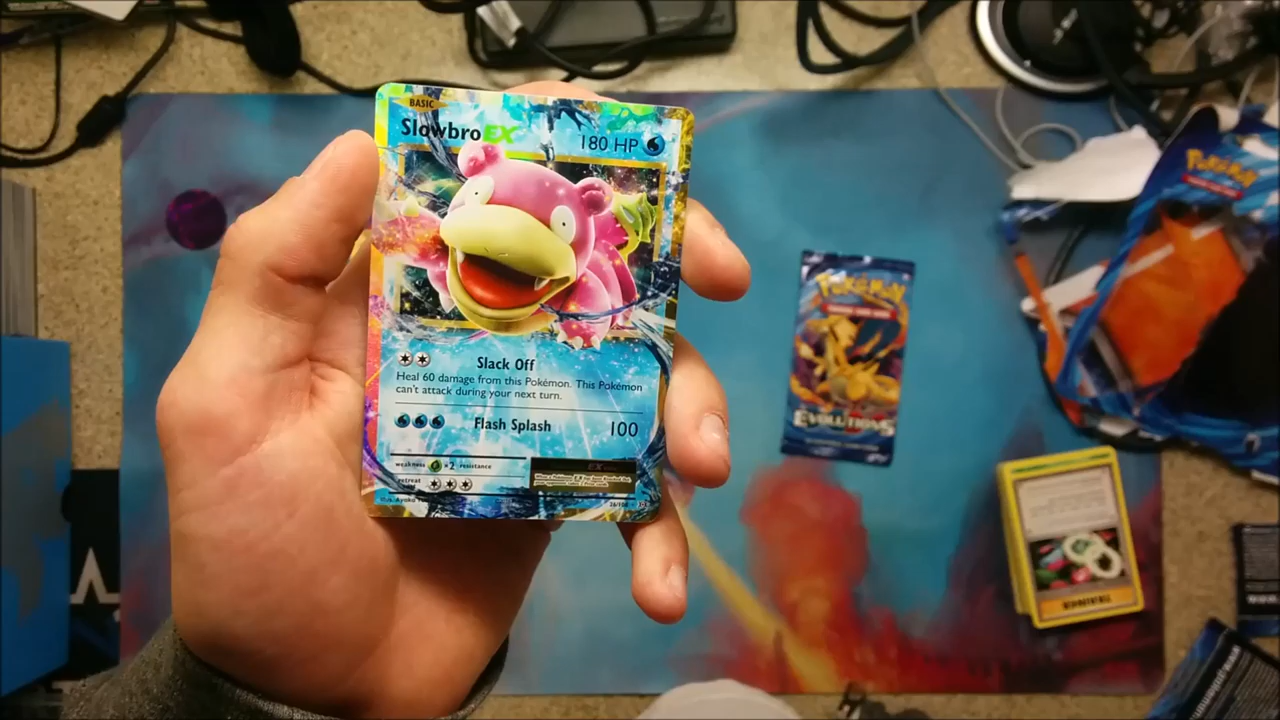 BASIC
Slowbro EX 180 HP
Slack Off
Heal 60 damage from this Pokémon. This Pokémon
can't attack during your next turn.
Flash Splash 100
weakness ×2 resistance
retreat
Pokémon
EVOLUTIONS
Pokémon